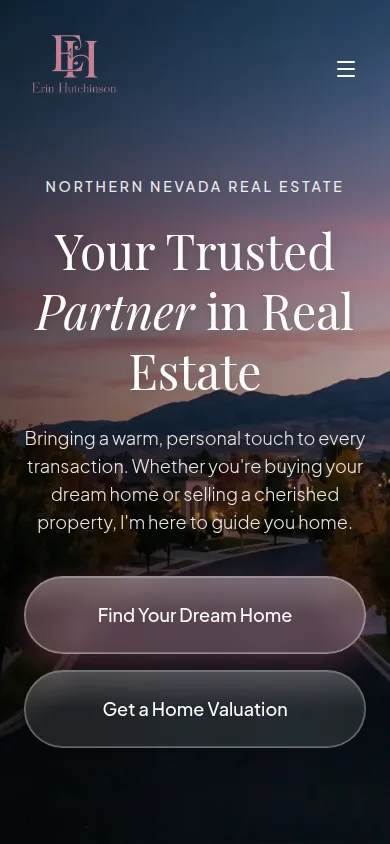 EH
Erin Hutchinson
NORTHERN NEVADA REAL ESTATE
Your Trusted
Partner in Real
Estate
Bringing a warm, personal touch to every
transaction. Whether you're buying your
dream home or selling a cherished
property, I'm here to guide you home.
Find Your Dream Home
Get a Home Valuation